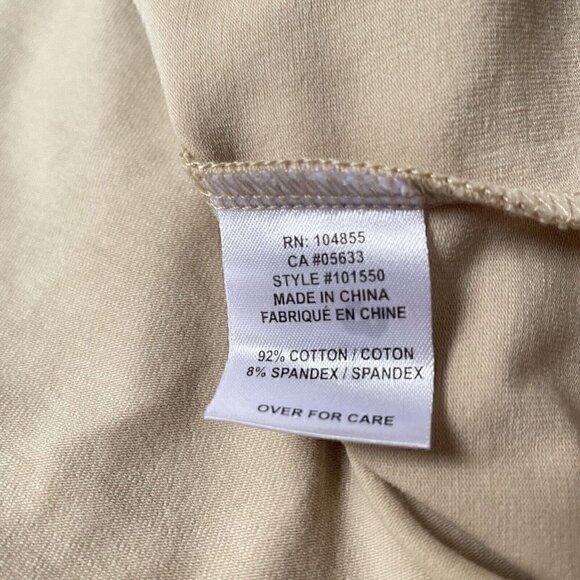 RN: 104855
CA #05633
STYLE #101550
MADE IN CHINA
FABRIQUÉ EN CHINE
92% COTTON / COTON
8% SPANDEX / SPANDEX
OVER FOR CARE